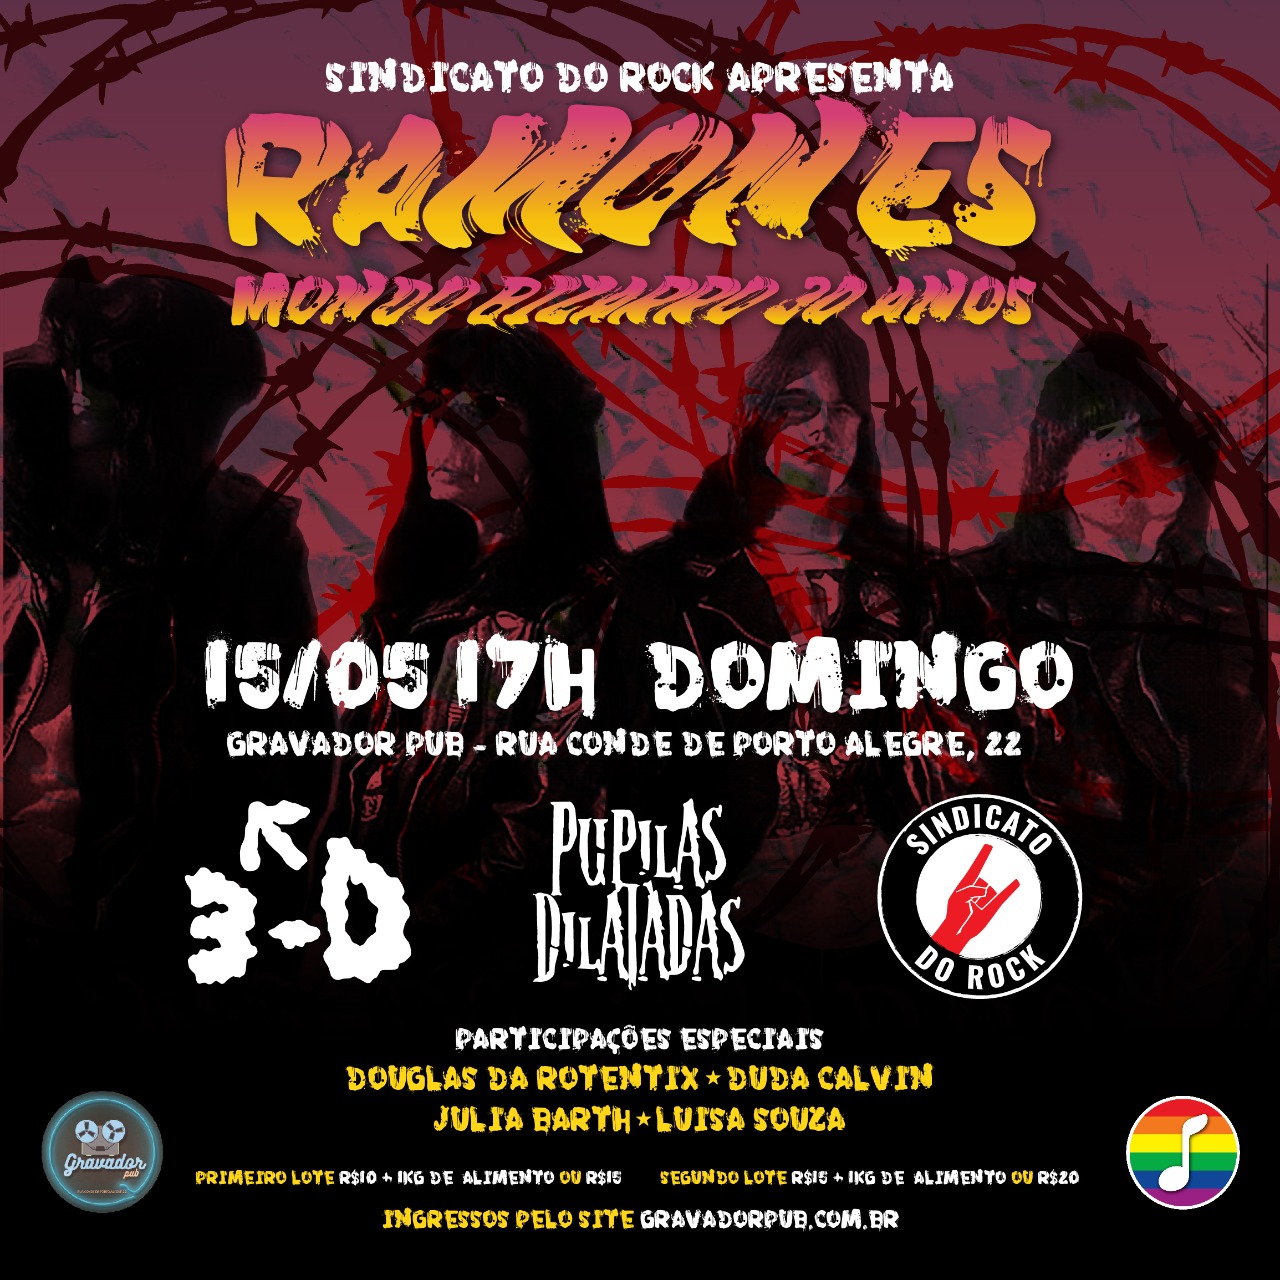 SINDICATO DO ROCK APRESENTA
RAMONES
MONDO BIZARRO 30 ANOS
15/05 17H DOMINGO
GRAVADOR PUB - RUA CONDE DE PORTO ALEGRE, 22
3-D
PUPILAS
DILATADAS
SINDICATO
DO ROCK
PARTICIPAÇÕES ESPECIAIS
DOUGLAS DA ROTENTIX ★ DUDA CALVIN
JULIA BARTH ★ LUISA SOUZA
Gravador
pub
PRIMEIRO LOTE R$10 + 1KG DE ALIMENTO OU R$15 SEGUNDO LOTE R$15 + 1KG DE ALIMENTO OU R$20
INGRESSOS PELO SITE GRAVADORPUB.COM.BR